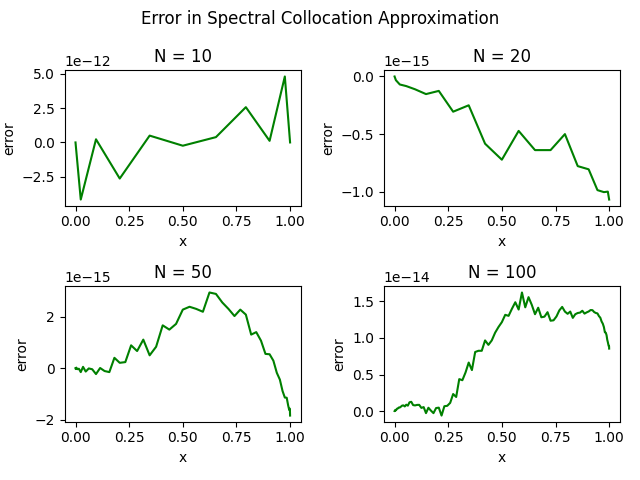 Error in Spectral Collocation Approximation
N = 10
1e−12
5.0
2.5
0.0
−2.5
error
0.00 0.25 0.50 0.75 1.00
x
N = 20
1e−15
0.0
−0.5
−1.0
error
0.00 0.25 0.50 0.75 1.00
x
N = 50
1e−15
2
0
−2
error
0.00 0.25 0.50 0.75 1.00
x
N = 100
1e−14
1.5
1.0
0.5
0.0
error
0.00 0.25 0.50 0.75 1.00
x